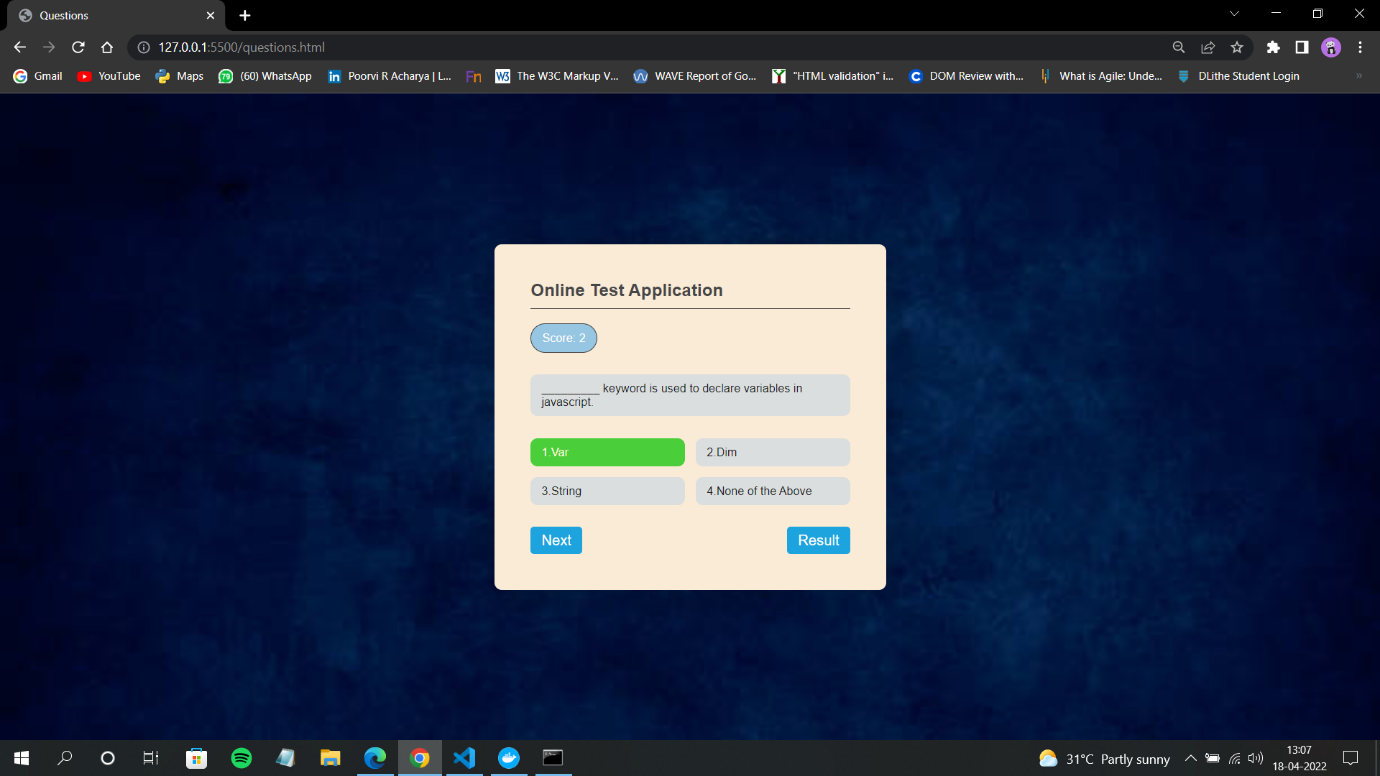 Questions
127.0.0.1:5500/questions.html
Gmail
YouTube
Maps
(60) WhatsApp
Poorvi R Acharya | L...
The W3C Markup V...
WAVE Report of Go...
"HTML validation" i...
DOM Review with...
What is Agile: Unde...
DLithe Student Login
Online Test Application
Score: 2
_________ keyword is used to declare variables in
javascript.
1.Var
2.Dim
3.String
4.None of the Above
Next
Result
31°C Partly sunny
13:07
18-04-2022